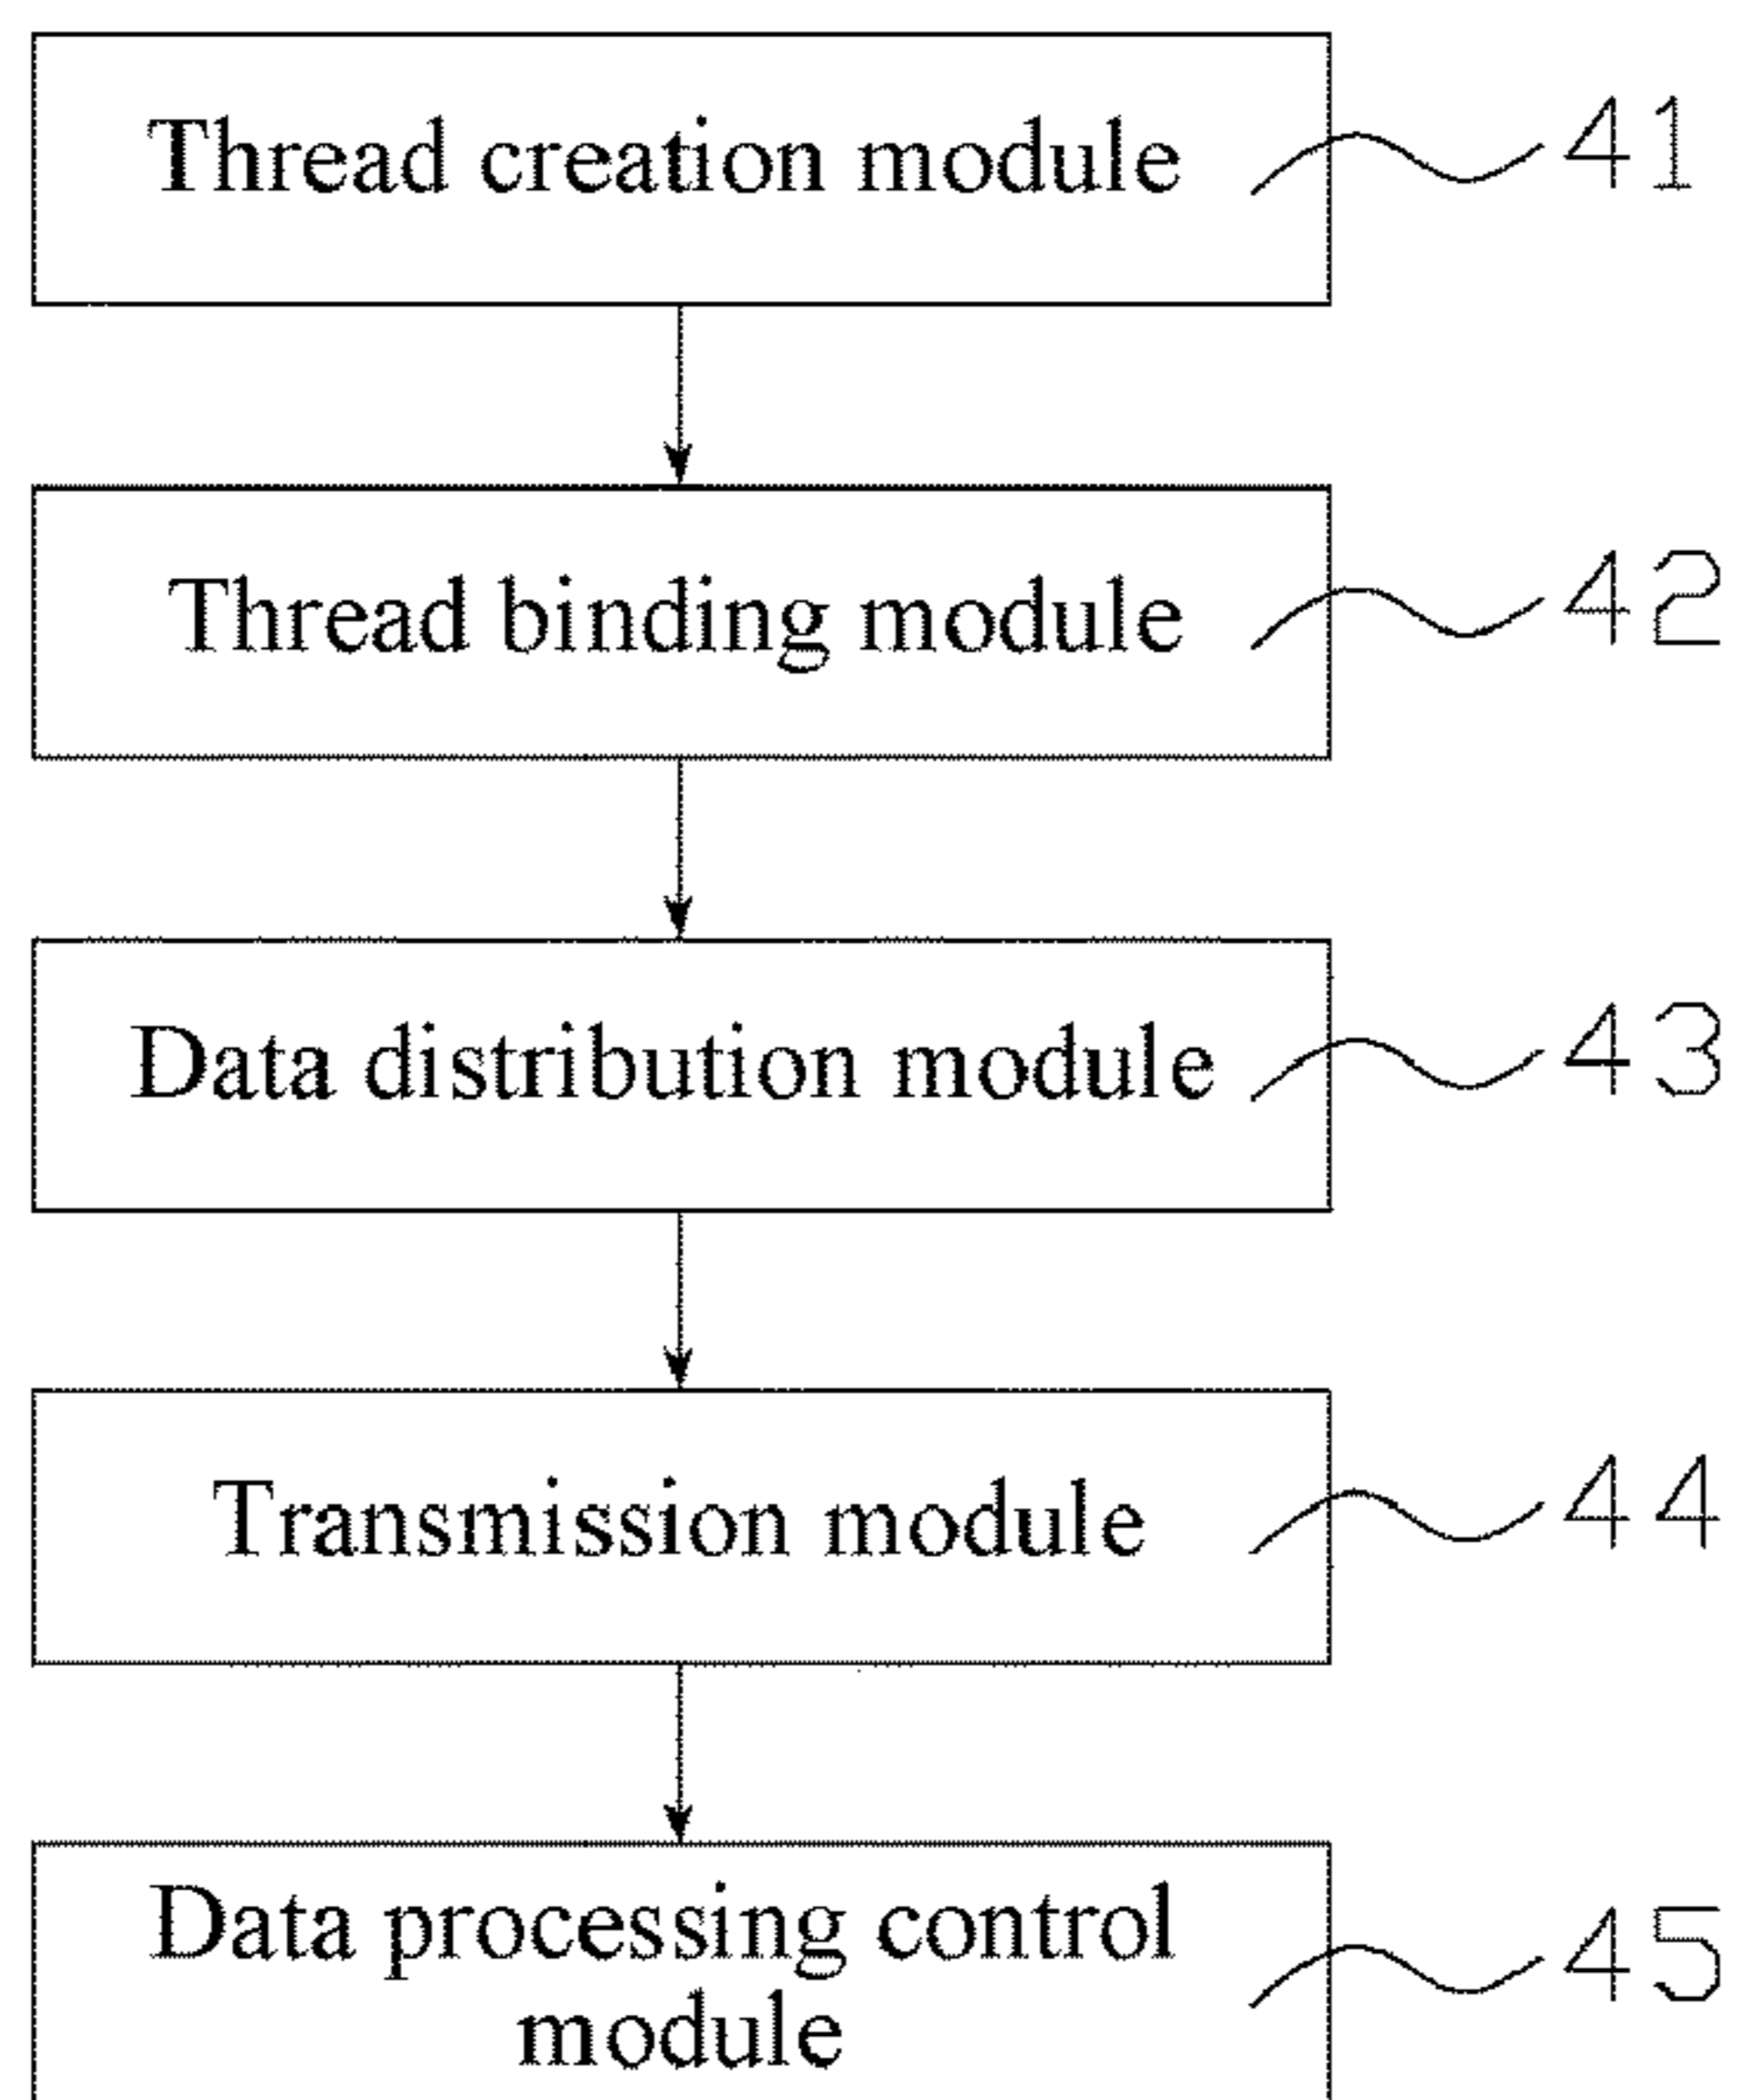 Thread creation module 41
Thread binding module 42
Data distribution module 43
Transmission module 44
Data processing control
module
45